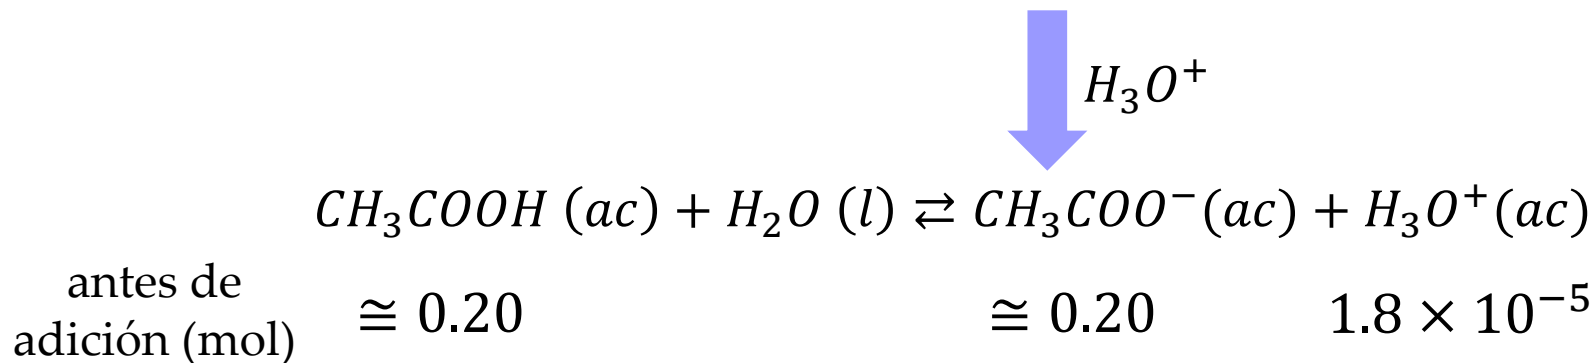 H₃O⁺
CH₃COOH (ac) + H₂O (l) ⇄ CH₃COO⁻(ac) + H₃O⁺(ac)
antes de
adición (mol) ≅ 0.20 ≅ 0.20 1.8 × 10⁻⁵